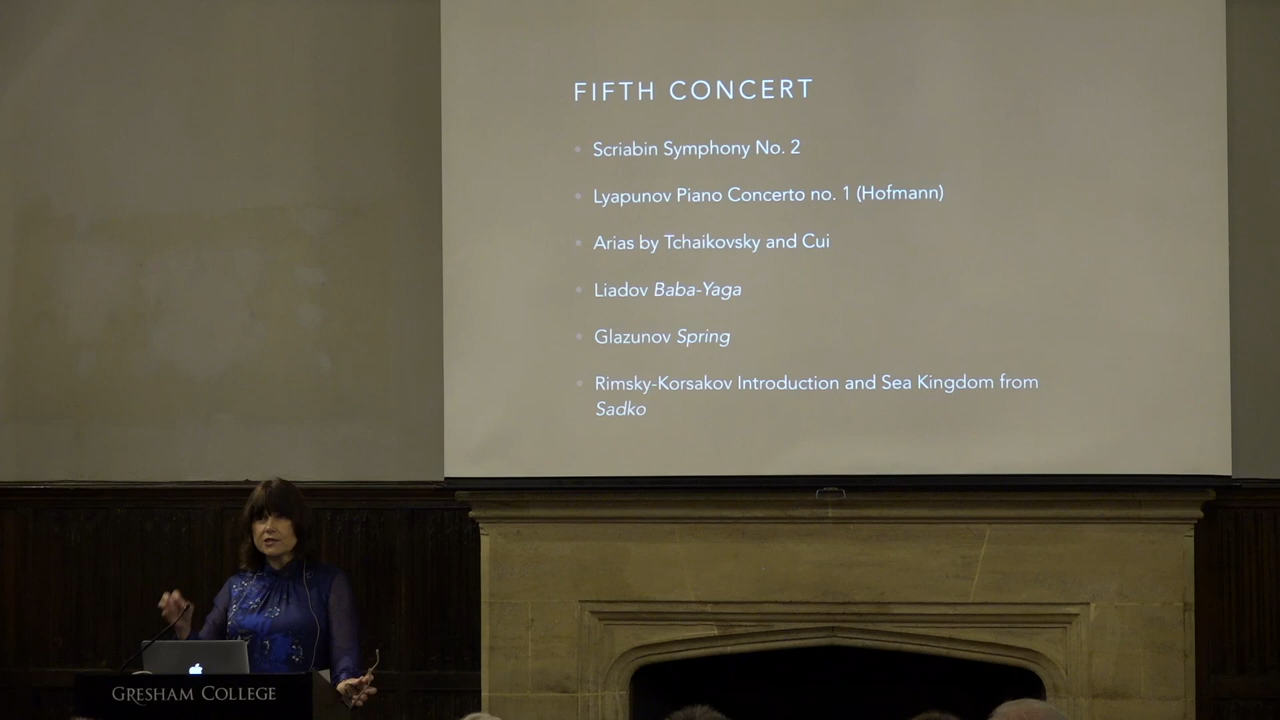 FIFTH CONCERT
• Scriabin Symphony No. 2
• Lyapunov Piano Concerto no. 1 (Hofmann)
• Arias by Tchaikovsky and Cui
• Liadov Baba-Yaga
• Glazunov Spring
• Rimsky-Korsakov Introduction and Sea Kingdom from
Sadko
GRESHAM COLLEGE